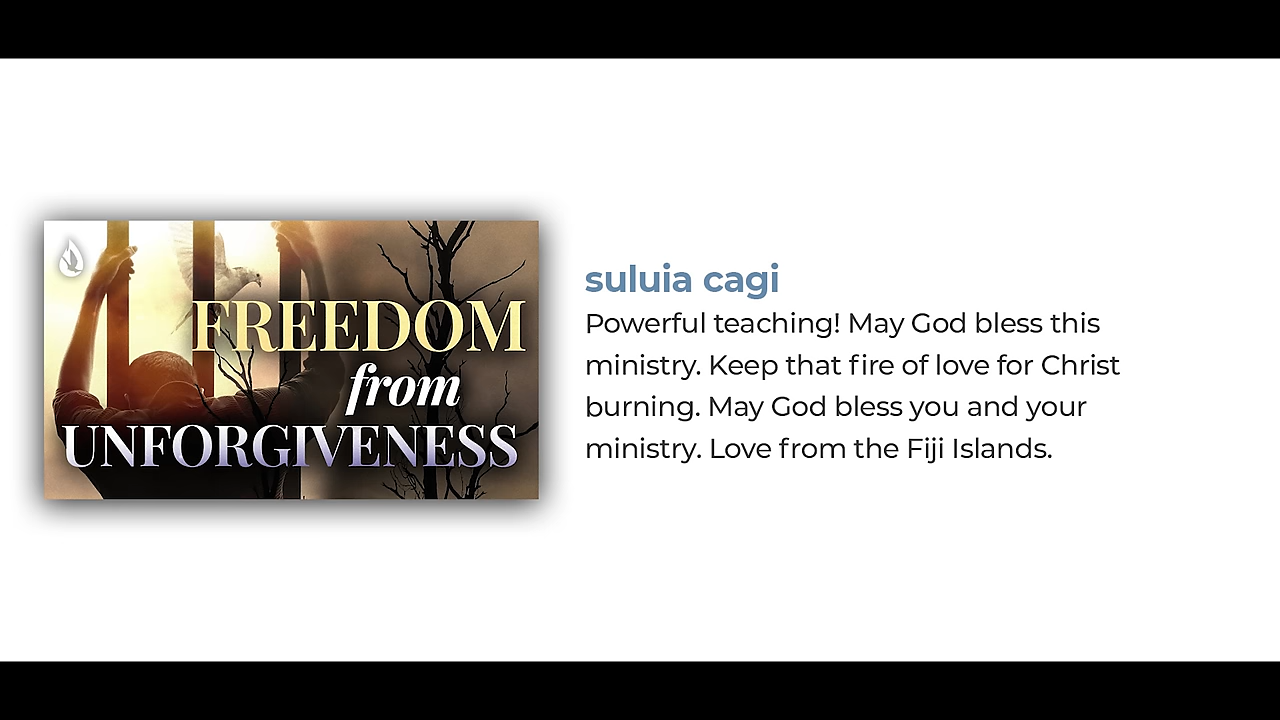 FREEDOM
from
UNFORGIVENESS
suluia cagi
Powerful teaching! May God bless this
ministry. Keep that fire of love for Christ
burning. May God bless you and your
ministry. Love from the Fiji Islands.